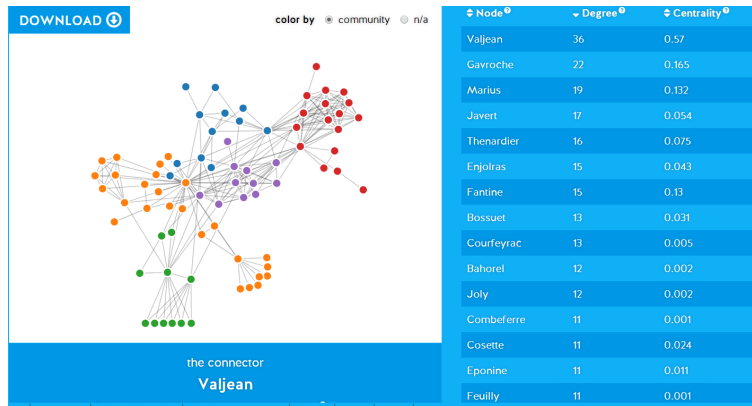 DOWNLOAD
color by community n/a
the connector
Valjean
Node? Degree? Centrality?
Valjean 36 0.57
Gavroche 22 0.165
Marius 19 0.132
Javert 17 0.054
Thenardier 16 0.075
Enjolras 15 0.043
Fantine 15 0.13
Bossuet 13 0.031
Courfeyrac 13 0.005
Bahorel 12 0.002
Joly 12 0.002
Combeferre 11 0.001
Cosette 11 0.024
Eponine 11 0.011
Feuilly 11 0.001